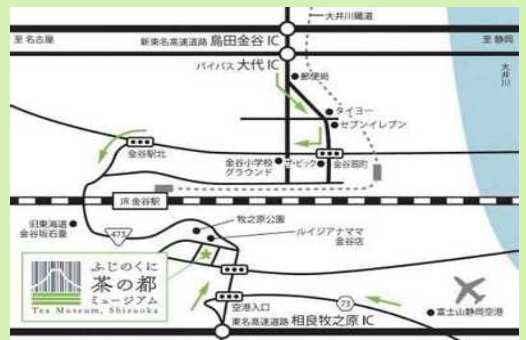 大井川鐵道
至 名古屋
新東名高速道路 島田金谷 IC
至 静岡
バイパス 大代 IC
大井川
郵便局
タイヨー
セブンイレブン
金谷駅北
金谷小学校
グラウンド
ザ・ビッグ
金谷扇町
JR 金谷駅
旧東海道
金谷坂石畳
473
牧之原公園
ルイジアナママ
金谷店
ふじのくに
茶の都
ミュージアム
Tea Museum, Shizuoka
空港入口
73
東名高速道路 相良牧之原 IC
富士山静岡空港